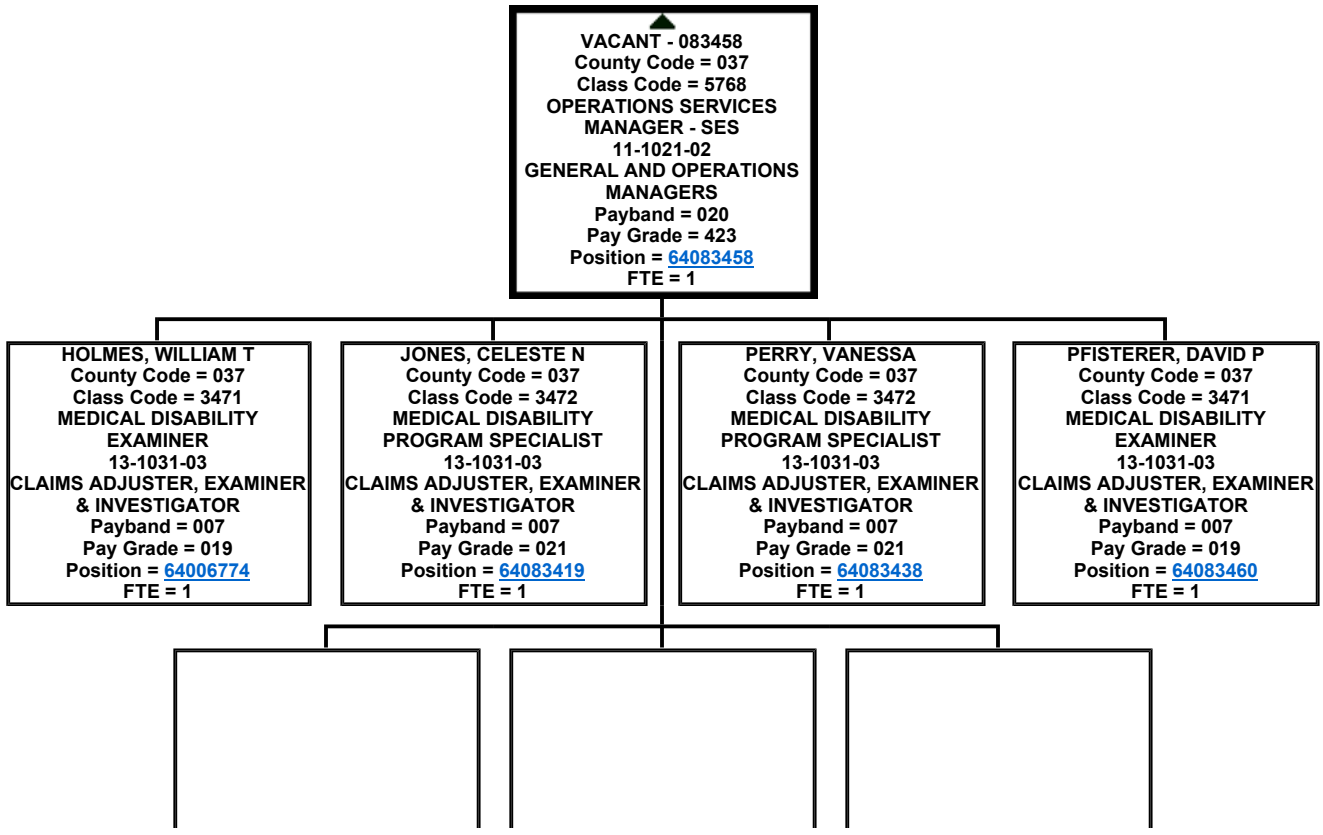 VACANT - 083458
County Code = 037
Class Code = 5768
OPERATIONS SERVICES
MANAGER - SES
11-1021-02
GENERAL AND OPERATIONS
MANAGERS
Payband = 020
Pay Grade = 423
Position = 64083458
FTE = 1
HOLMES, WILLIAM T
County Code = 037
Class Code = 3471
MEDICAL DISABILITY
EXAMINER
13-1031-03
CLAIMS ADJUSTER, EXAMINER
& INVESTIGATOR
Payband = 007
Pay Grade = 019
Position = 64006774
FTE = 1
JONES, CELESTE N
County Code = 037
Class Code = 3472
MEDICAL DISABILITY
PROGRAM SPECIALIST
13-1031-03
CLAIMS ADJUSTER, EXAMINER
& INVESTIGATOR
Payband = 007
Pay Grade = 021
Position = 64083419
FTE = 1
PERRY, VANESSA
County Code = 037
Class Code = 3472
MEDICAL DISABILITY
PROGRAM SPECIALIST
13-1031-03
CLAIMS ADJUSTER, EXAMINER
& INVESTIGATOR
Payband = 007
Pay Grade = 021
Position = 64083438
FTE = 1
PFISTERER, DAVID P
County Code = 037
Class Code = 3471
MEDICAL DISABILITY
EXAMINER
13-1031-03
CLAIMS ADJUSTER, EXAMINER
& INVESTIGATOR
Payband = 007
Pay Grade = 019
Position = 64083460
FTE = 1